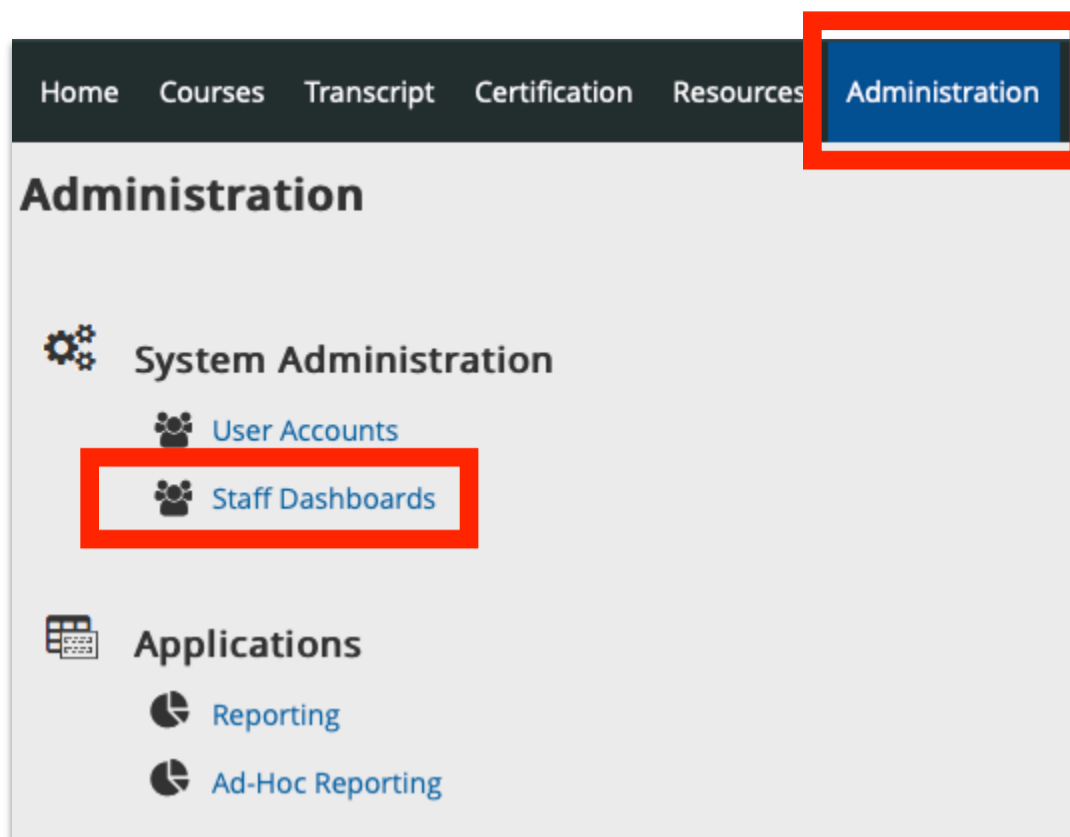 Home Courses Transcript Certification Resources Administration
Administration
System Administration
User Accounts
Staff Dashboards
Applications
Reporting
Ad-Hoc Reporting